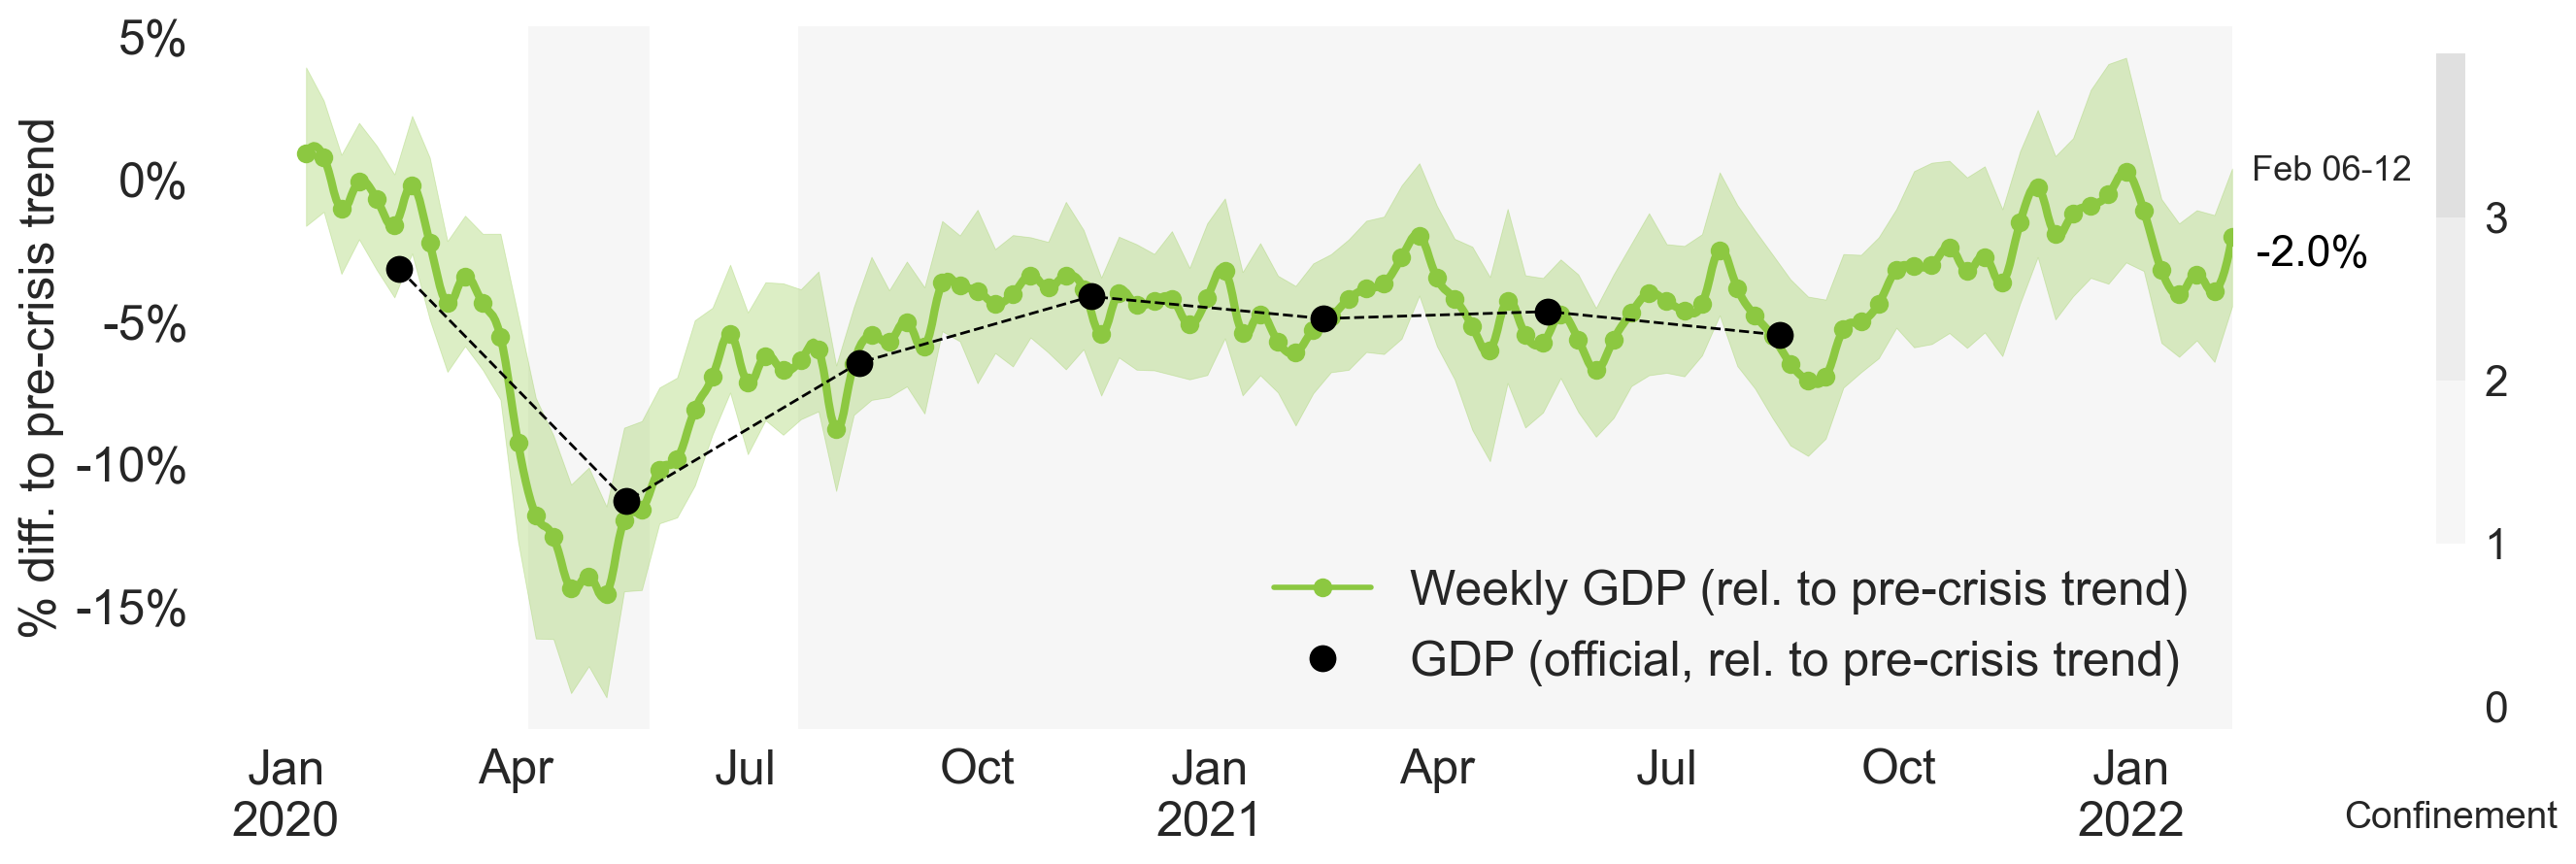 % diff. to pre-crisis trend
5%
0%
-5%
-10%
-15%
Jan
2020
Apr
Jul
Oct
Jan
2021
Apr
Jul
Oct
Jan
2022
Weekly GDP (rel. to pre-crisis trend)
GDP (official, rel. to pre-crisis trend)
Feb 06-12
-2.0%
3
2
1
0
Confinement